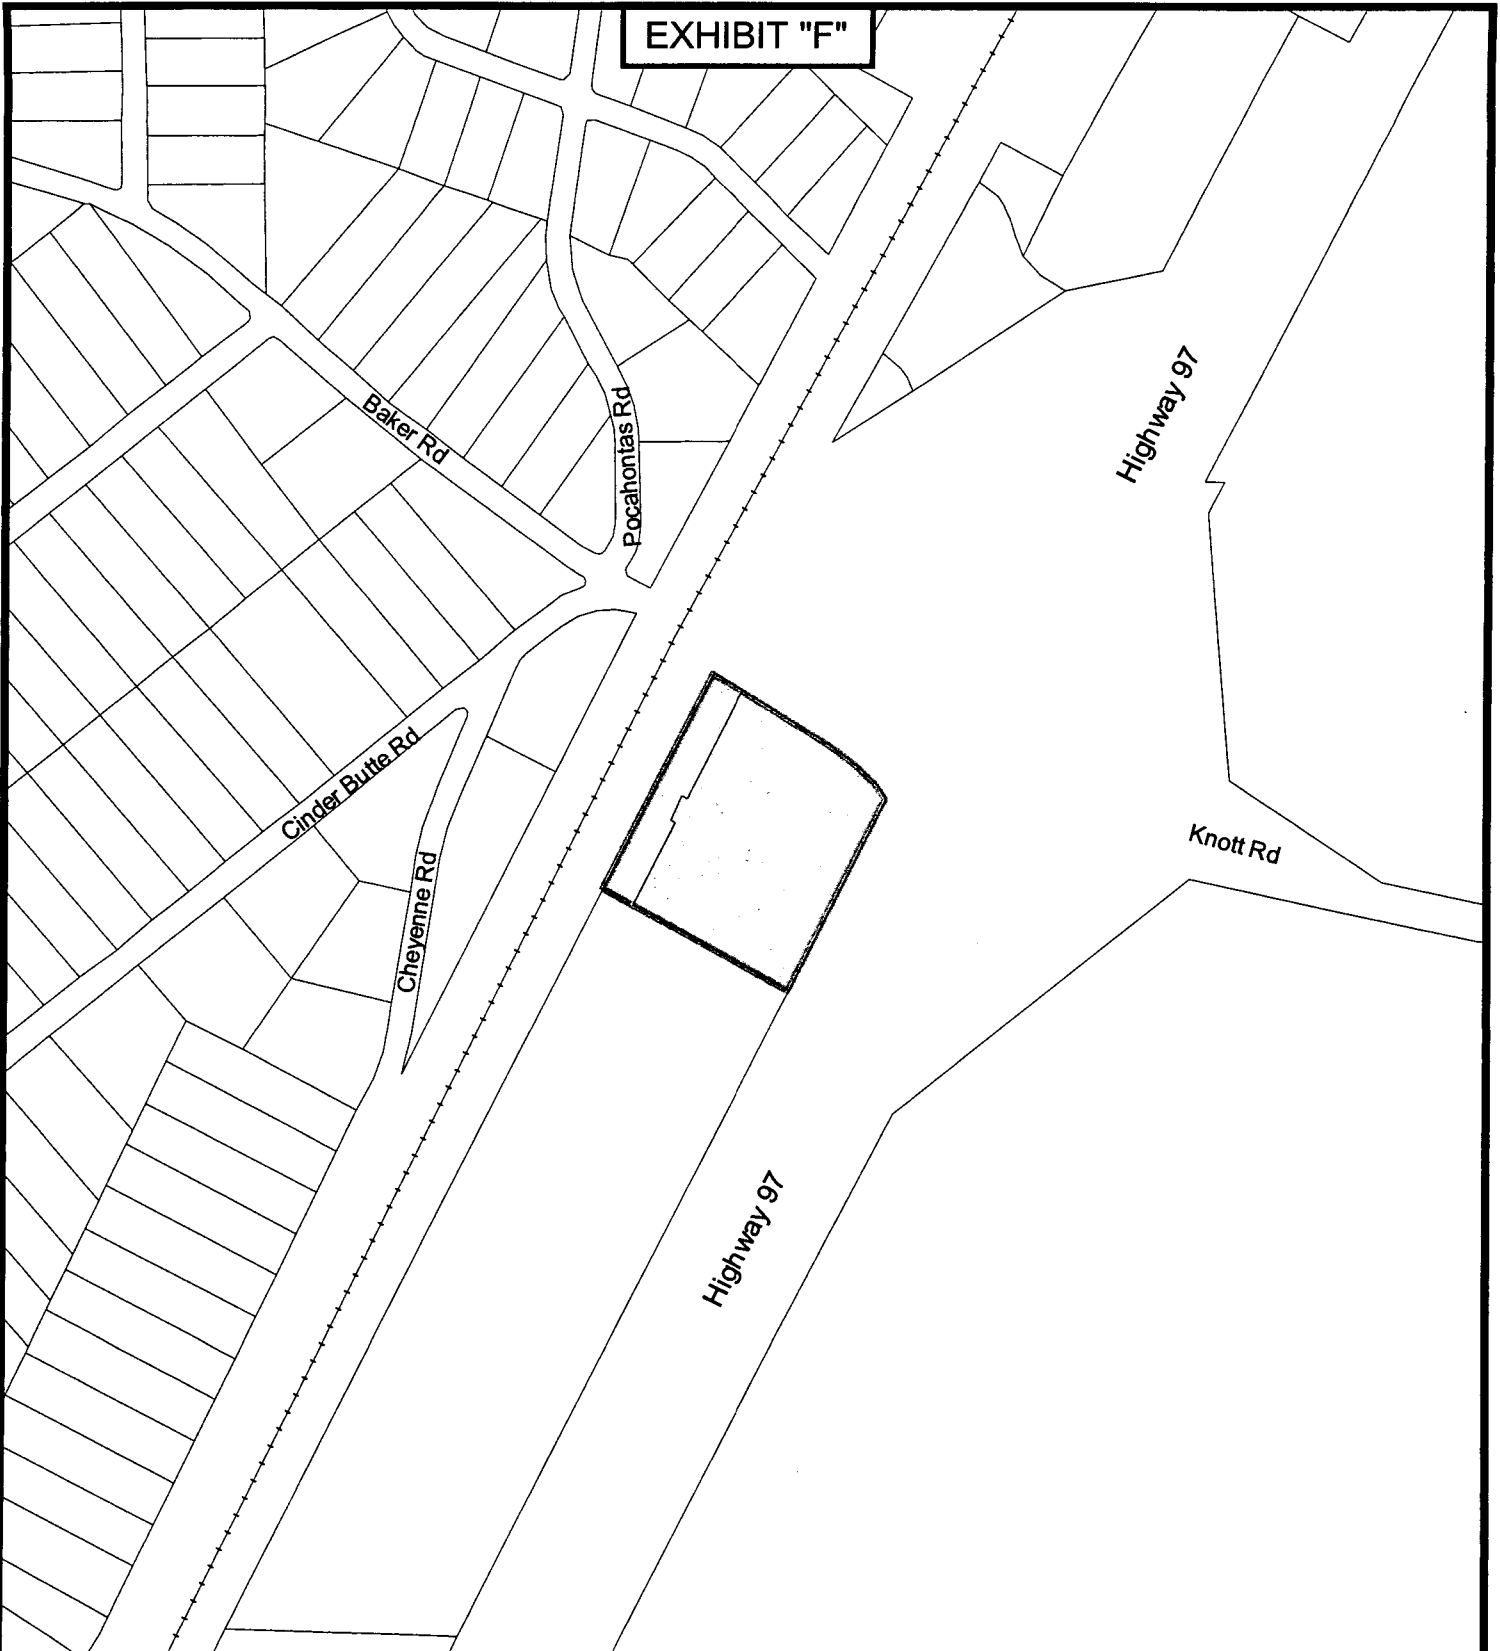 EXHIBIT "F"
Highway 97
Baker Rd
Pocahontas Rd
Cinder Butte Rd
Knott Rd
Cheyenne Rd
Highway 97